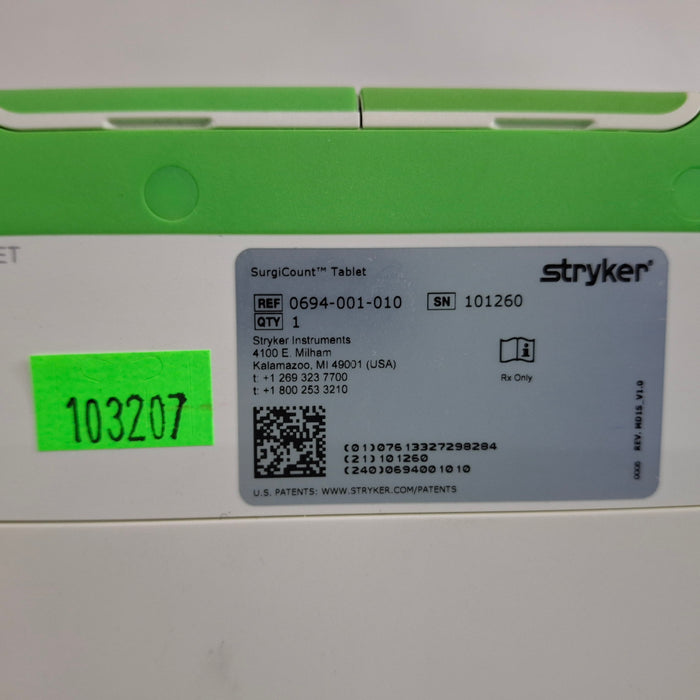 ET
SurgiCount™ Tablet
stryker®
REF 0694-001-010 SN 101260
QTY 1
Stryker Instruments
4100 E. Milham
Kalamazoo, MI 49001 (USA)
t: +1 269 323 7700
t: +1 800 253 3210
Rx Only
(01)07613327298284
(21)101260
(240)0694001010
U.S. PATENTS: WWW.STRYKER.COM/PATENTS
REV. MD15_V1.0
103207